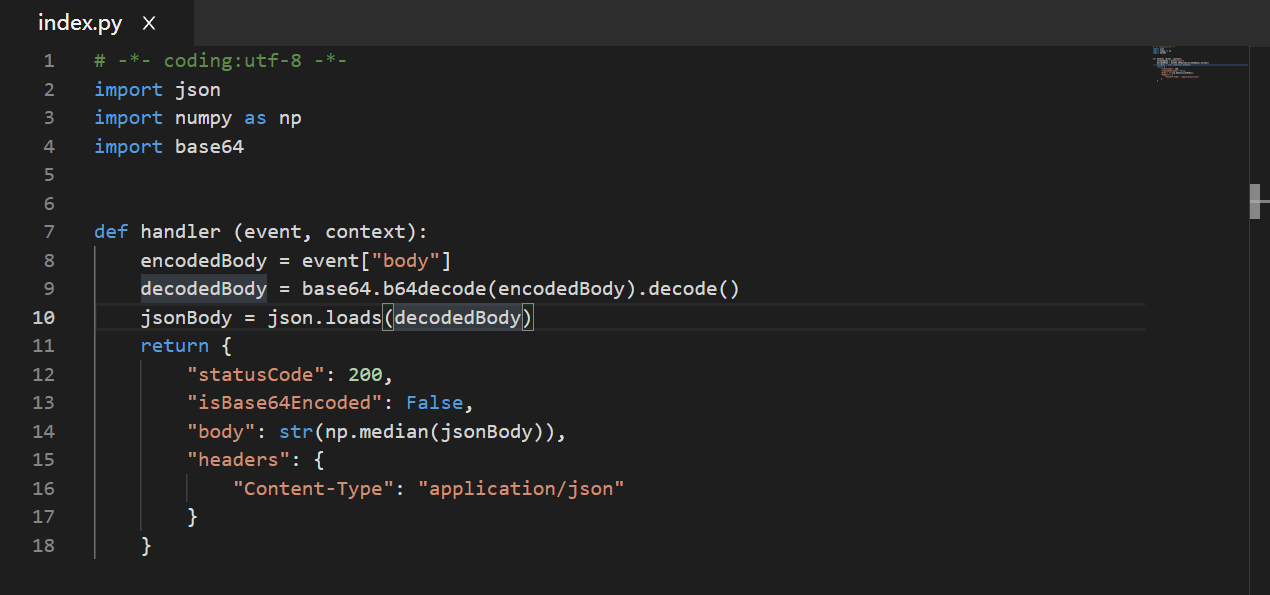 index.py X
1 # -*- coding:utf-8 -*-
2 import json
3 import numpy as np
4 import base64
5
6
7 def handler (event, context):
8     encodedBody = event["body"]
9     decodedBody = base64.b64decode(encodedBody).decode()
10     jsonBody = json.loads(decodedBody)
11     return {
12         "statusCode": 200,
13         "isBase64Encoded": False,
14         "body": str(np.median(jsonBody)),
15         "headers": {
16             "Content-Type": "application/json"
17         }
18     }